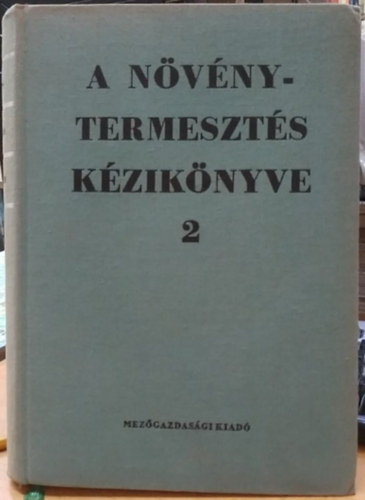 A NÖVÉNY-
TERMESZTÉS
KÉZIKÖNYVE
2
MEZŐGAZDASÁGI KIADÓ